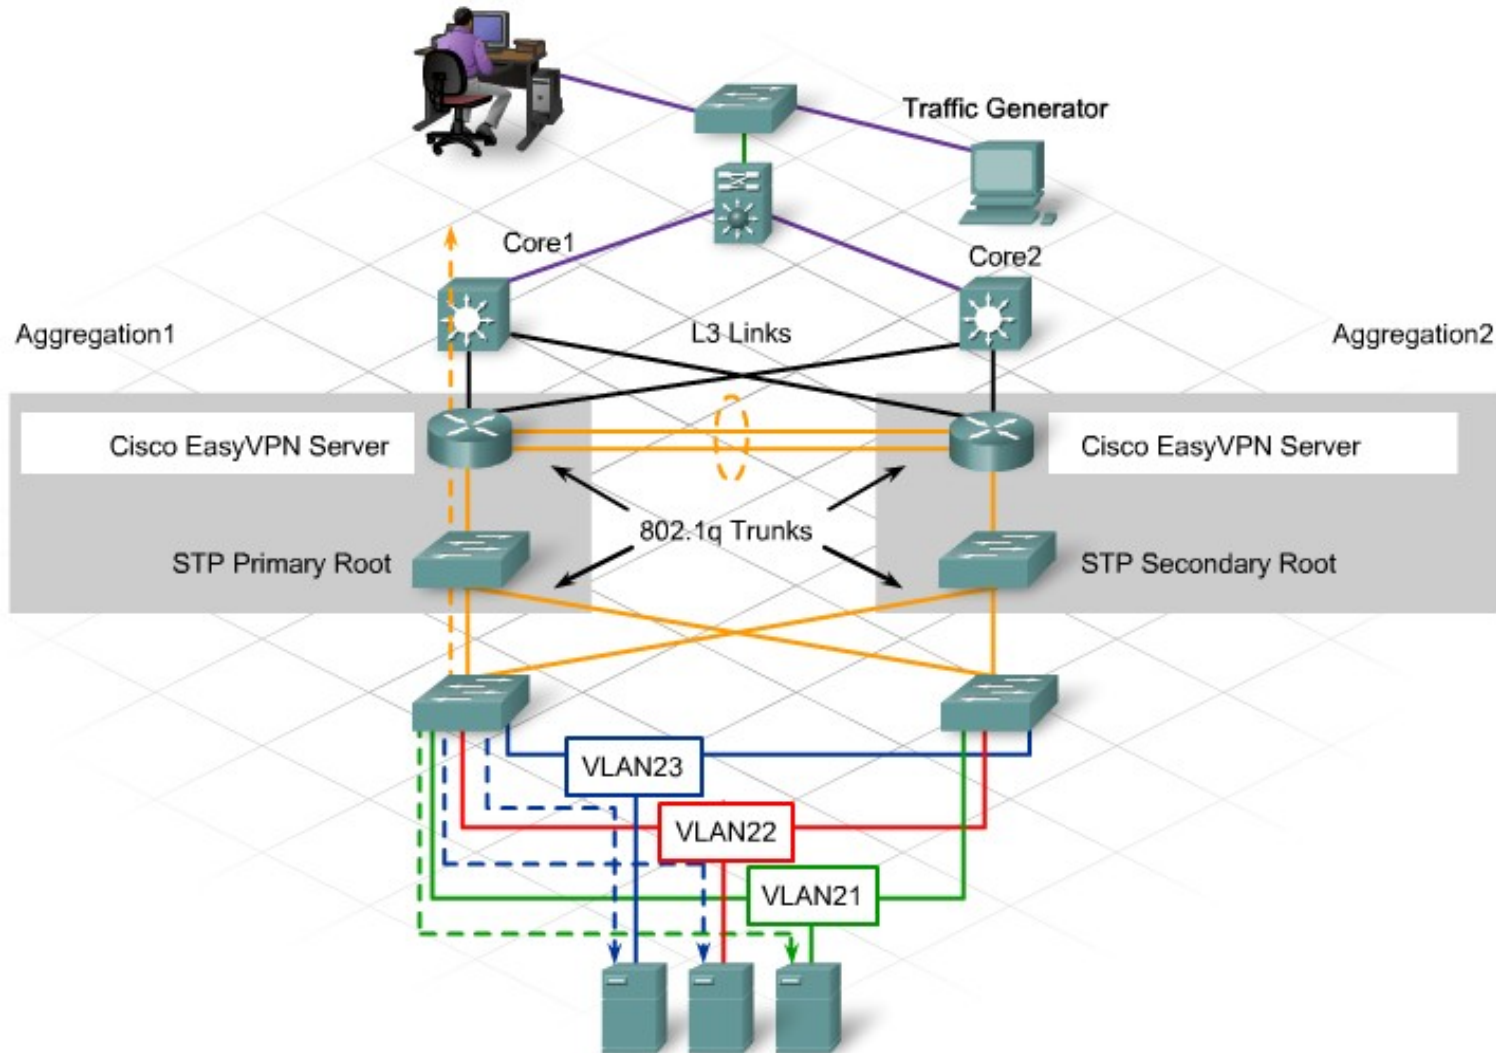 Traffic Generator
Core1
Core2
Aggregation1
L3 Links
Aggregation2
Cisco EasyVPN Server
Cisco EasyVPN Server
802.1q Trunks
STP Primary Root
STP Secondary Root
VLAN23
VLAN22
VLAN21